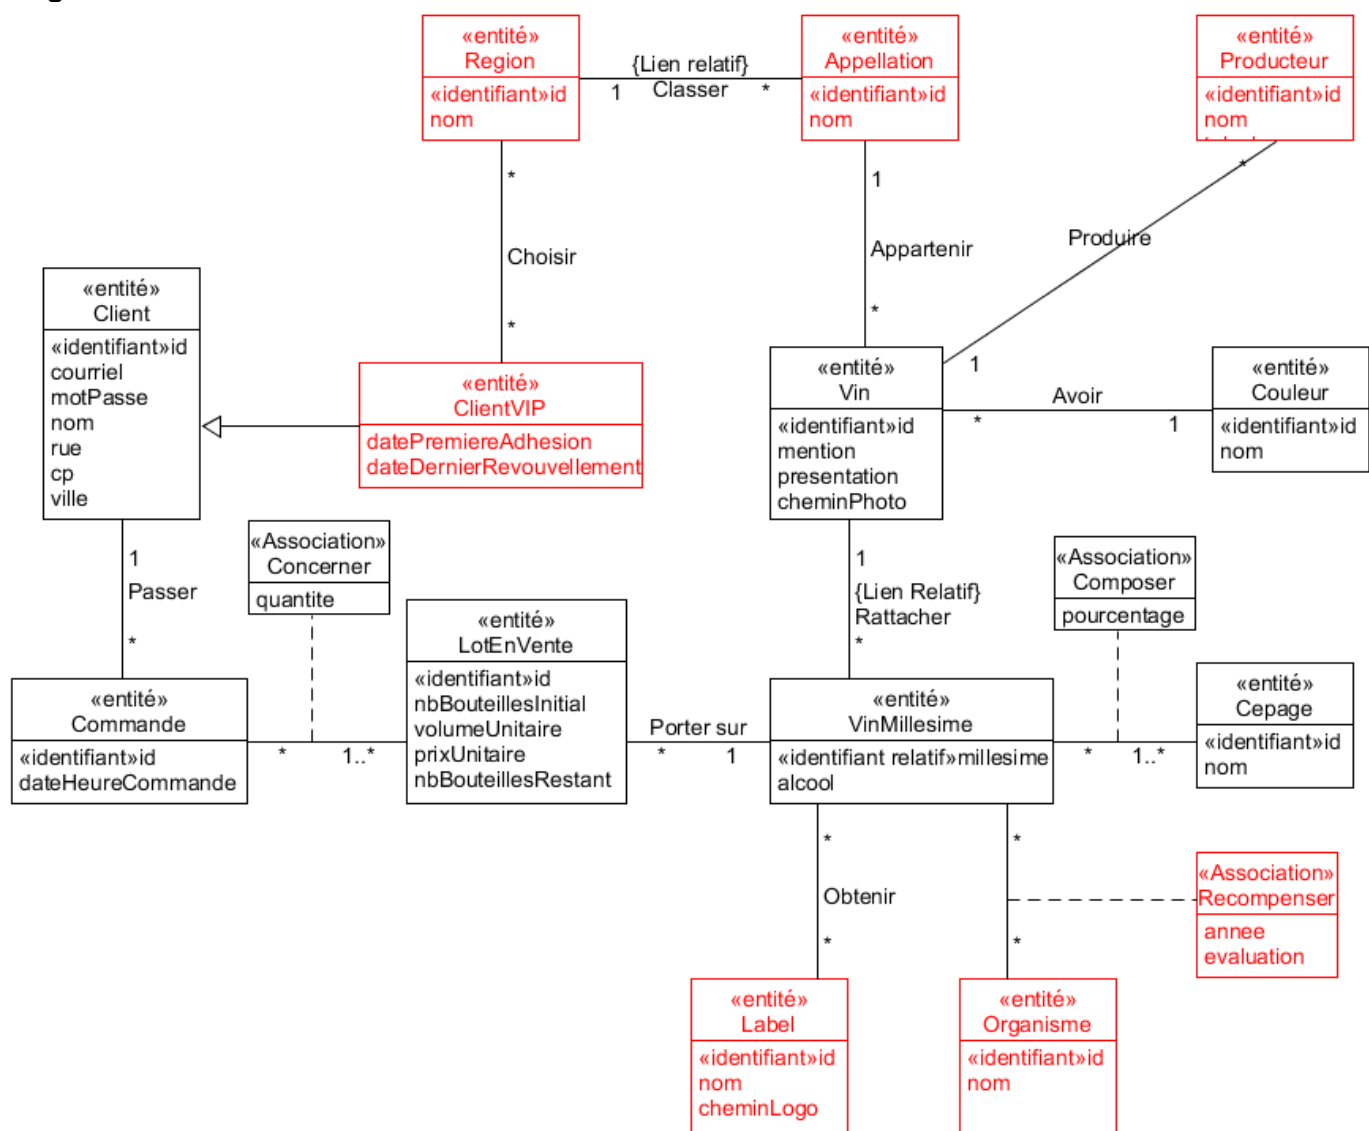 «entité»
Region
«identifiant»id
nom
{Lien relatif}
1
Classer
*
«entité»
Appellation
«identifiant»id
nom
«entité»
Producteur
«identifiant»id
nom
*
Choisir
*
1
Appartenir
*
*
Produire
1
«entité»
Client
«identifiant»id
courriel
motPasse
nom
rue
cp
ville
«entité»
ClientVIP
datePremiereAdhesion
dateDernierRevouvellement
«entité»
Vin
«identifiant»id
mention
presentation
cheminPhoto
Avoir
*
1
«entité»
Couleur
«identifiant»id
nom
1
Passer
*
«Association»
Concerner
quantite
1
{Lien Relatif}
Rattacher
*
«Association»
Composer
pourcentage
«entité»
Commande
«identifiant»id
dateHeureCommande
*
1..*
«entité»
LotEnVente
«identifiant»id
nbBouteillesInitial
volumeUnitaire
prixUnitaire
nbBouteillesRestant
Porter sur
*
1
«entité»
VinMillesime
«identifiant relatif»millesime
alcool
*
1..*
«entité»
Cepage
«identifiant»id
nom
*
Obtenir
*
*
*
«Association»
Recompenser
annee
evaluation
«entité»
Label
«identifiant»id
nom
cheminLogo
«entité»
Organisme
«identifiant»id
nom